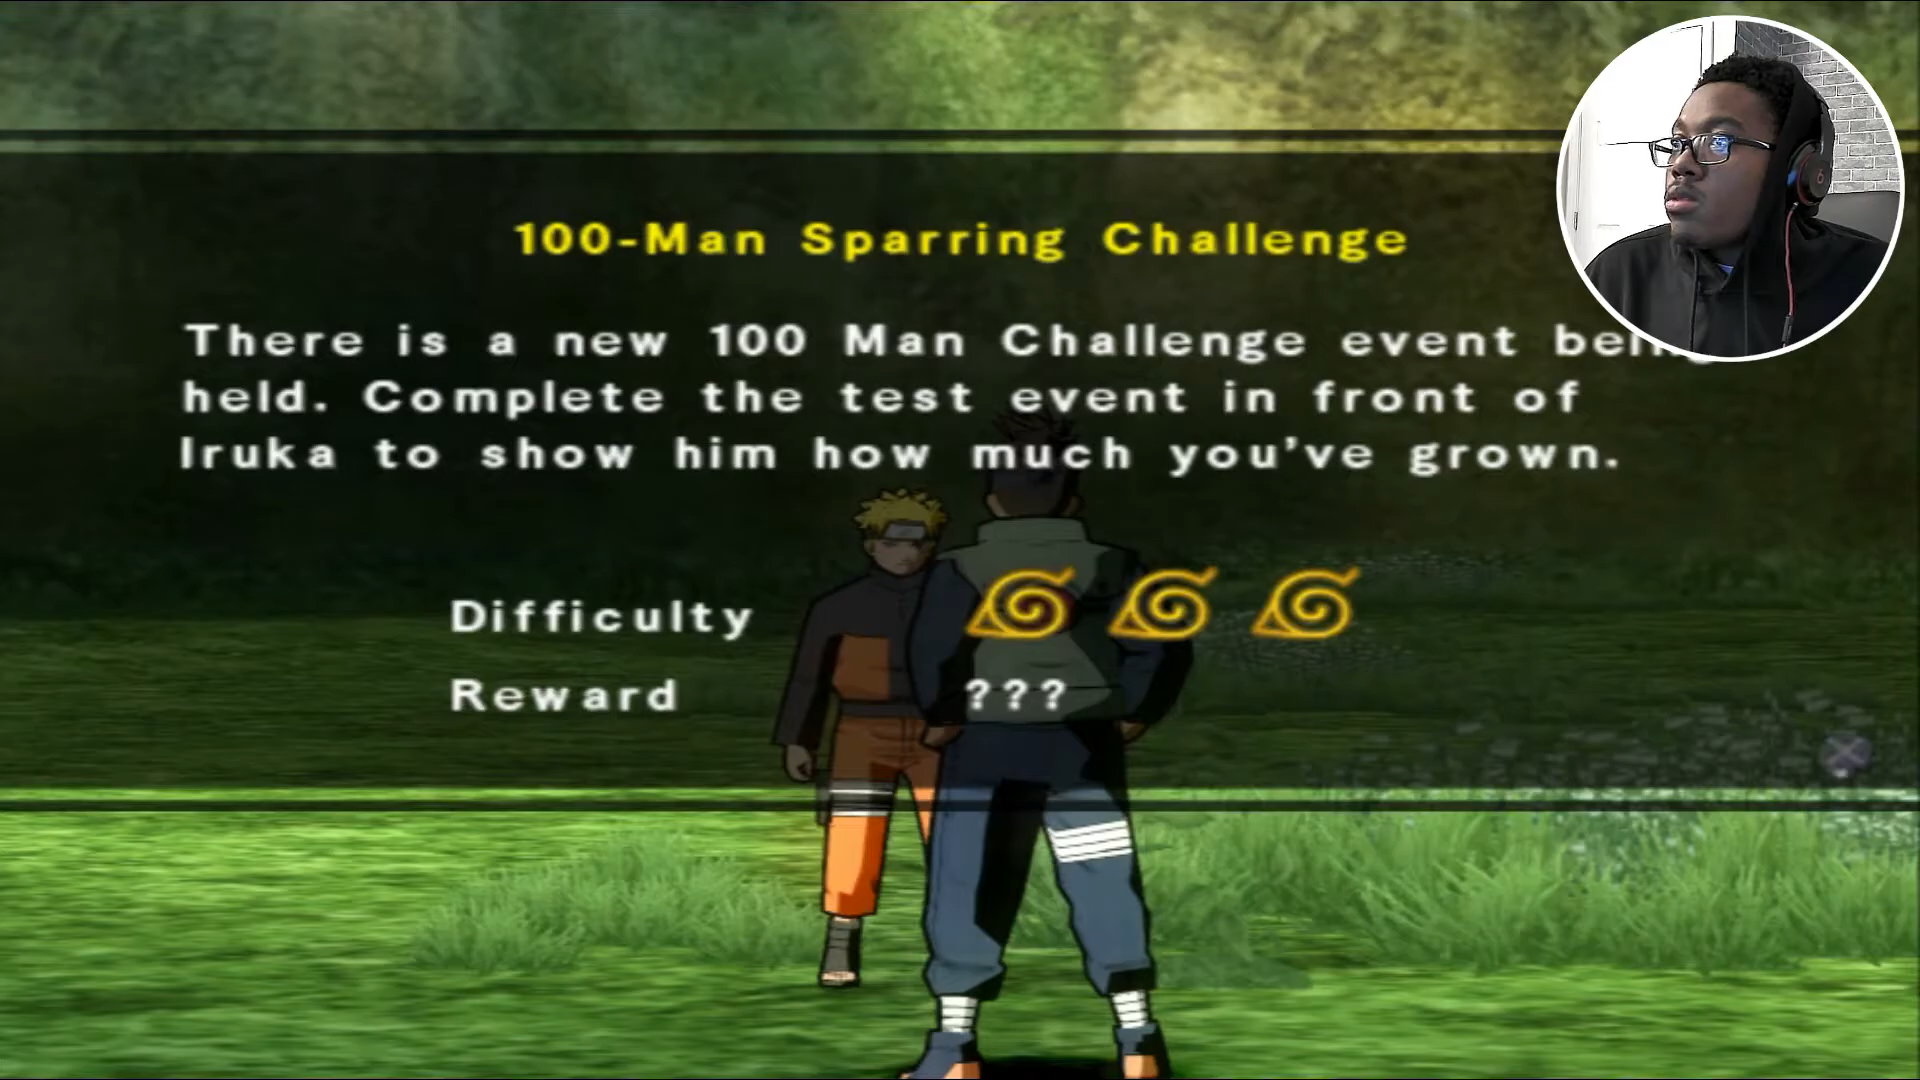 100-Man Sparring Challenge
There is a new 100 Man Challenge event
held. Complete the test event in front of
Iruka to show him how much you've grown.
Difficulty
Reward ???